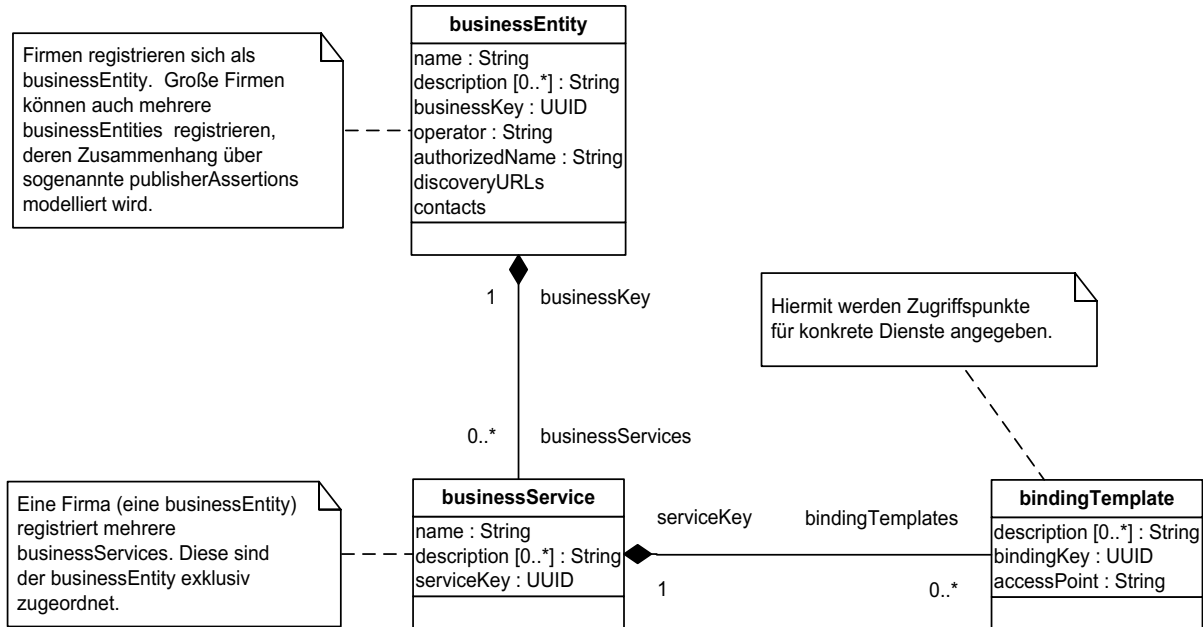 businessEntity
name : String
description [0..*] : String
businessKey : UUID
operator : String
authorizedName : String
discoveryURLs
contacts
Firmen registrieren sich als
businessEntity. Große Firmen
können auch mehrere
businessEntities registrieren,
deren Zusammenhang über
sogenannte publisherAssertions
modelliert wird.
1
businessKey
Hiermit werden Zugriffspunkte
für konkrete Dienste angegeben.
0..*
businessServices
Eine Firma (eine businessEntity)
registriert mehrere
businessServices. Diese sind
der businessEntity exklusiv
zugeordnet.
businessService
name : String
description [0..*] : String
serviceKey : UUID
serviceKey
bindingTemplates
1
0..*
bindingTemplate
description [0..*] : String
bindingKey : UUID
accessPoint : String